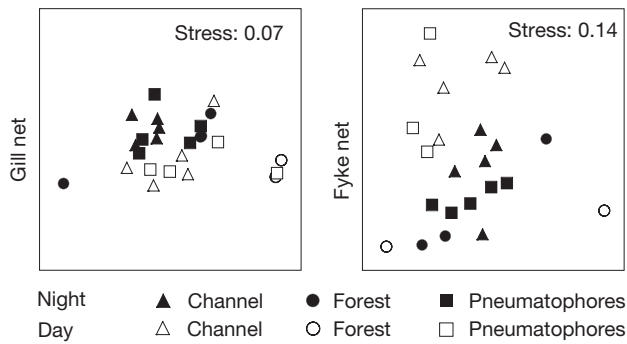 Stress: 0.07
Gill net
Stress: 0.14
Fyke net
Night Channel Forest Pneumatophores
Day Channel Forest Pneumatophores